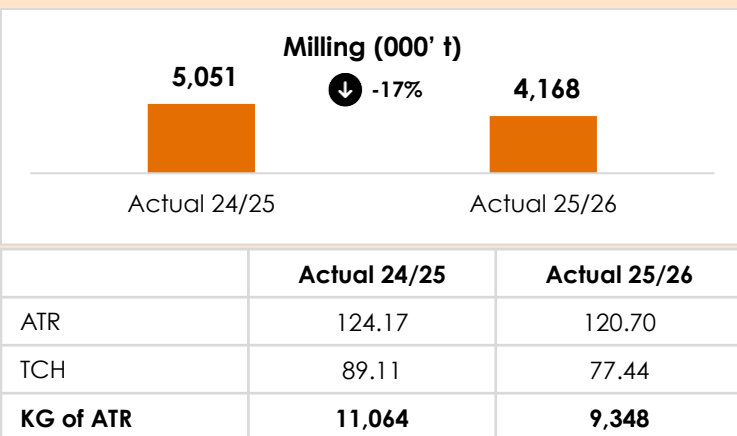 Milling (000' t)
5,051
-17%
4,168
Actual 24/25
Actual 25/26
Actual 24/25 Actual 25/26
ATR 124.17 120.70
TCH 89.11 77.44
KG of ATR 11,064 9,348